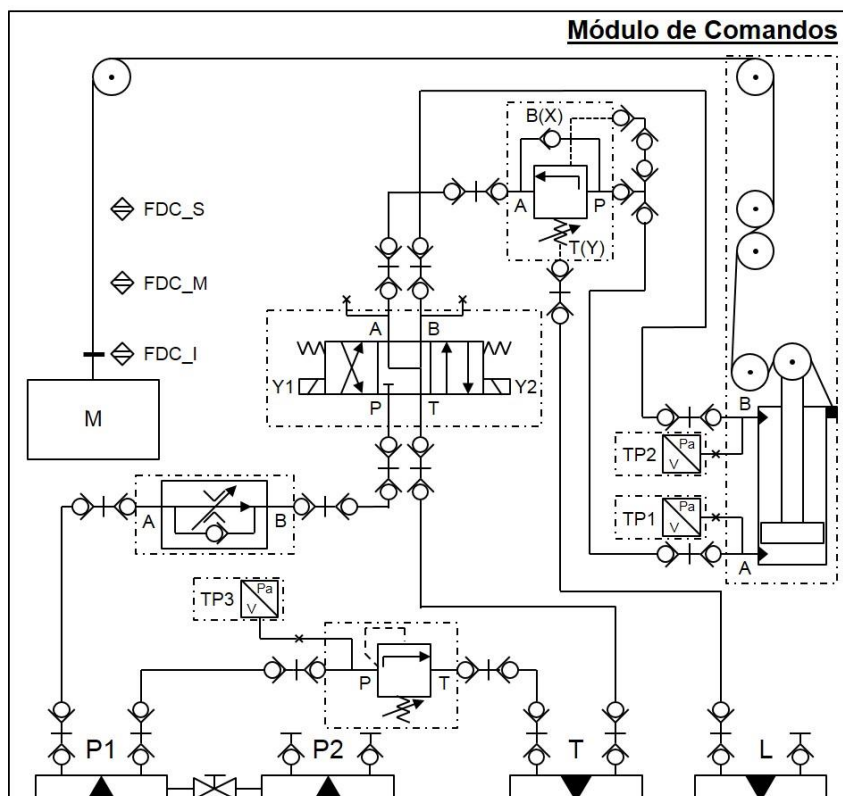 Módulo de Comandos
B(X)
FDC_S
A
P
T(Y)
FDC_M
A
B
FDC_I
Y1
Y2
M
P
T
B
TP2
Pa
V
TP1
Pa
V
A
B
A
TP3
Pa
V
P
T
P1
P2
T
L